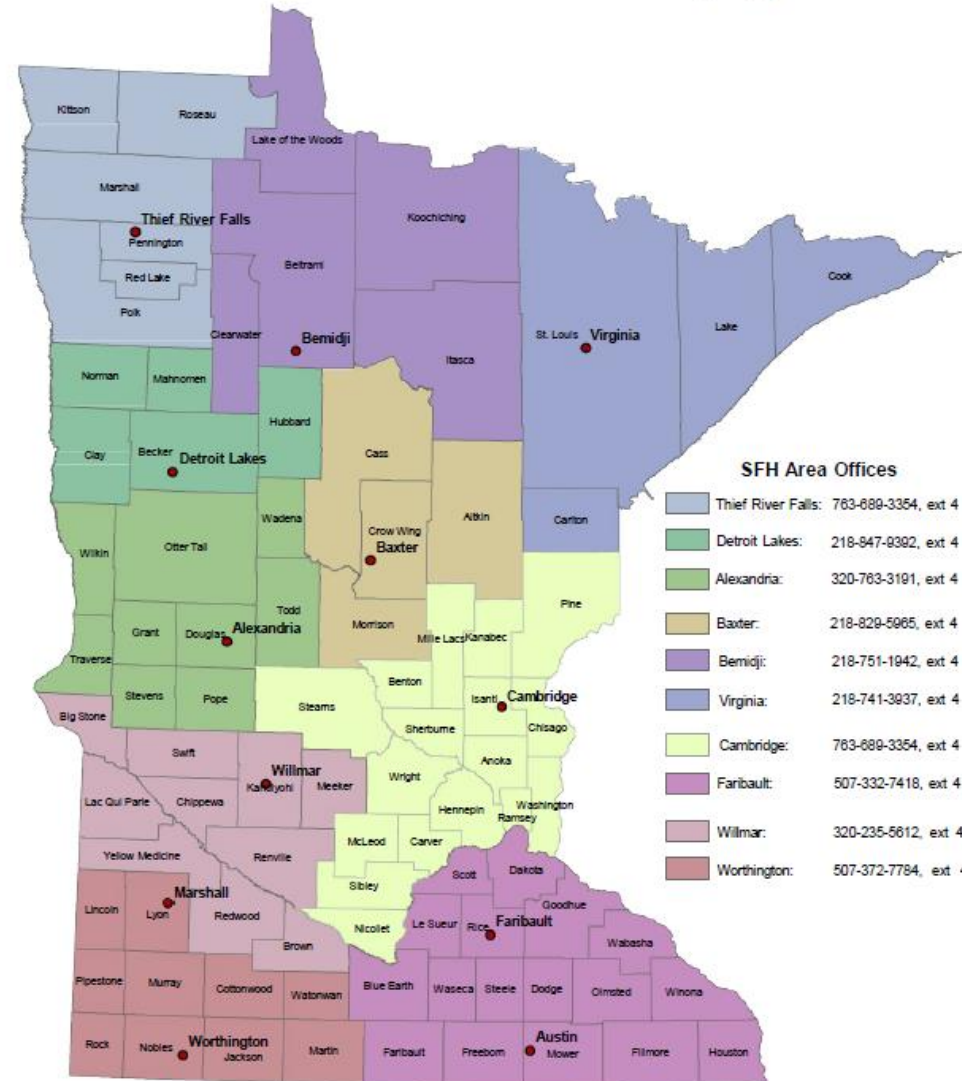 Kittson
Roseau
Lake of the Woods
Marshall
Koochiching
Thief River Falls
Pennington
Beltrami
Red Lake
Cook
Polk
Clearwater
Bemidji
St. Louis
Virginia
Lake
Itasca
Norman
Mahnomen
Hubbard
Clay
Becker
Detroit Lakes
Cass
SFH Area Offices
Thief River Falls: 763-689-3354, ext 4
Detroit Lakes: 218-847-9392, ext 4
Alexandria: 320-763-3191, ext 4
Baxter: 218-829-5965, ext 4
Bemidji: 218-751-1942, ext 4
Virginia: 218-741-3937, ext 4
Cambridge: 763-689-3354, ext 4
Faribault: 507-332-7418, ext 4
Willmar: 320-235-5612, ext 4
Worthington: 507-372-7784, ext 4
Wadena
Aitkin
Carlton
Crow Wing
Otter Tail
Wilkin
Baxter
Pine
Todd
Grant
Douglas
Alexandria
Morrison
Mille Lacs
Kanabec
Traverse
Benton
Stevens
Pope
Isanti
Cambridge
Stearns
Big Stone
Sherburne
Chisago
Swift
Anoka
Willmar
Kandiyohi
Meeker
Wright
Lac Qui Parle
Chippewa
Hennepin
Washington
Ramsey
McLeod
Carver
Yellow Medicine
Renville
Scott
Dakota
Sibley
Marshall
Lincoln
Lyon
Redwood
Goodhue
Le Sueur
Rice
Faribault
Nicollet
Brown
Wabasha
Pipestone
Murray
Cottonwood
Watonwan
Blue Earth
Waseca
Steele
Dodge
Olmsted
Winona
Rock
Nobles
Worthington
Jackson
Martin
Faribault
Freeborn
Austin
Mower
Fillmore
Houston